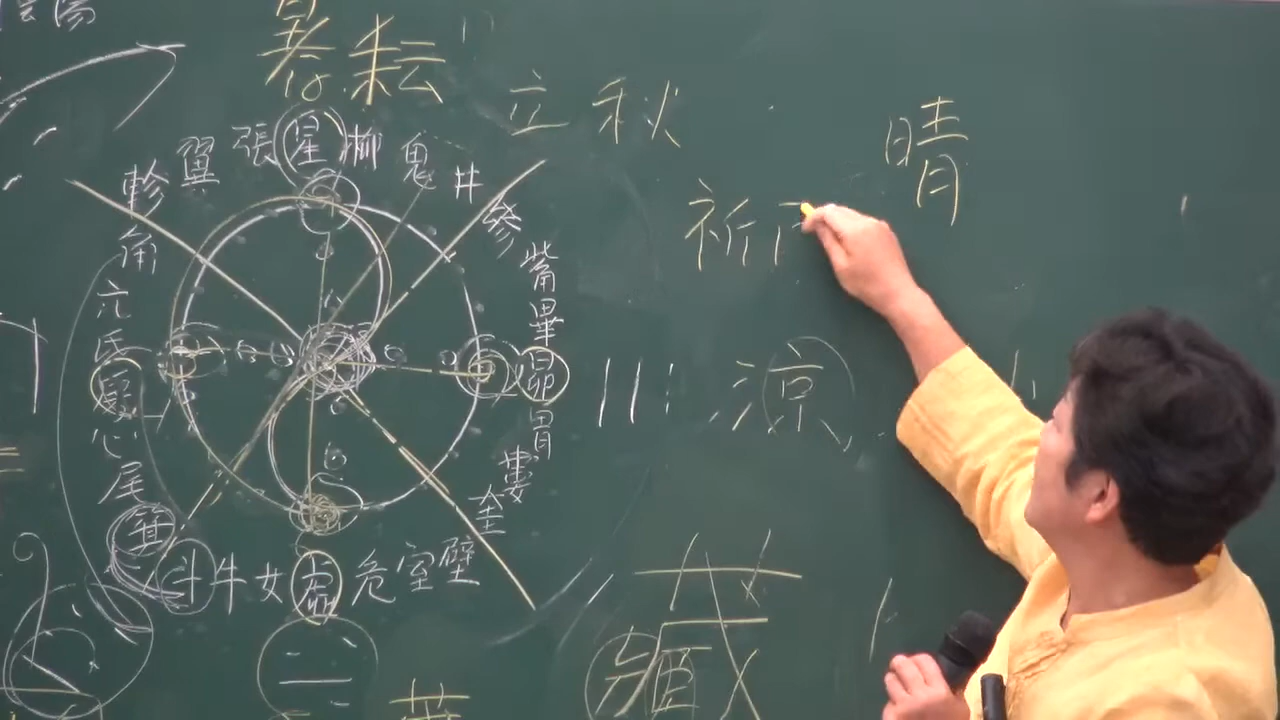 暑耘
立秋
晴
祈
張星柳鬼井參觜畢昴胃婁奎
翼軫角亢氐房心尾箕
斗牛女虛危室壁
涼
藏